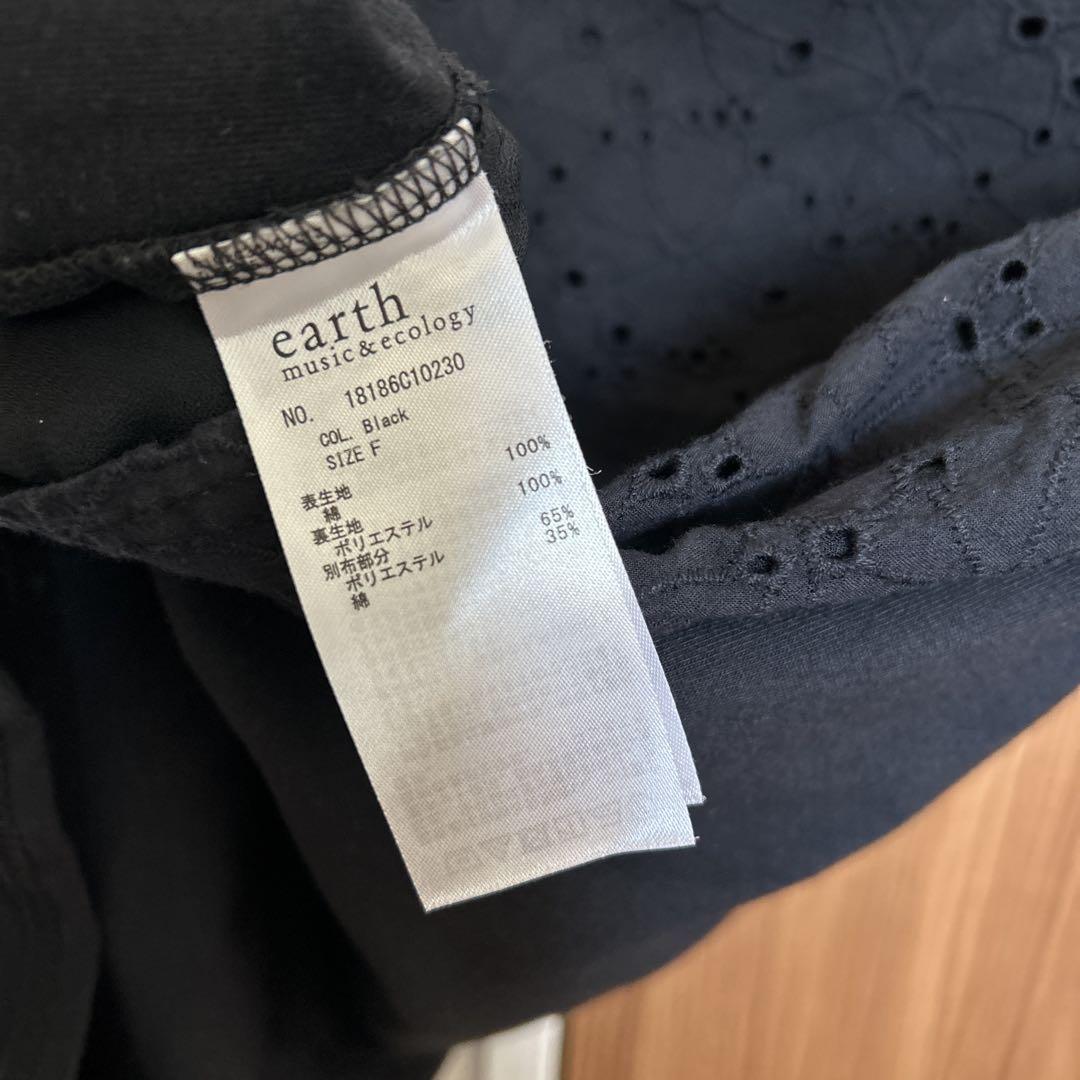 earth
music&ecology
NO. 18186C10230
COL. Black
SIZE F
表生地
綿 100%
裏生地
ポリエステル 100%
別布部分
ポリエステル 65%
綿 35%